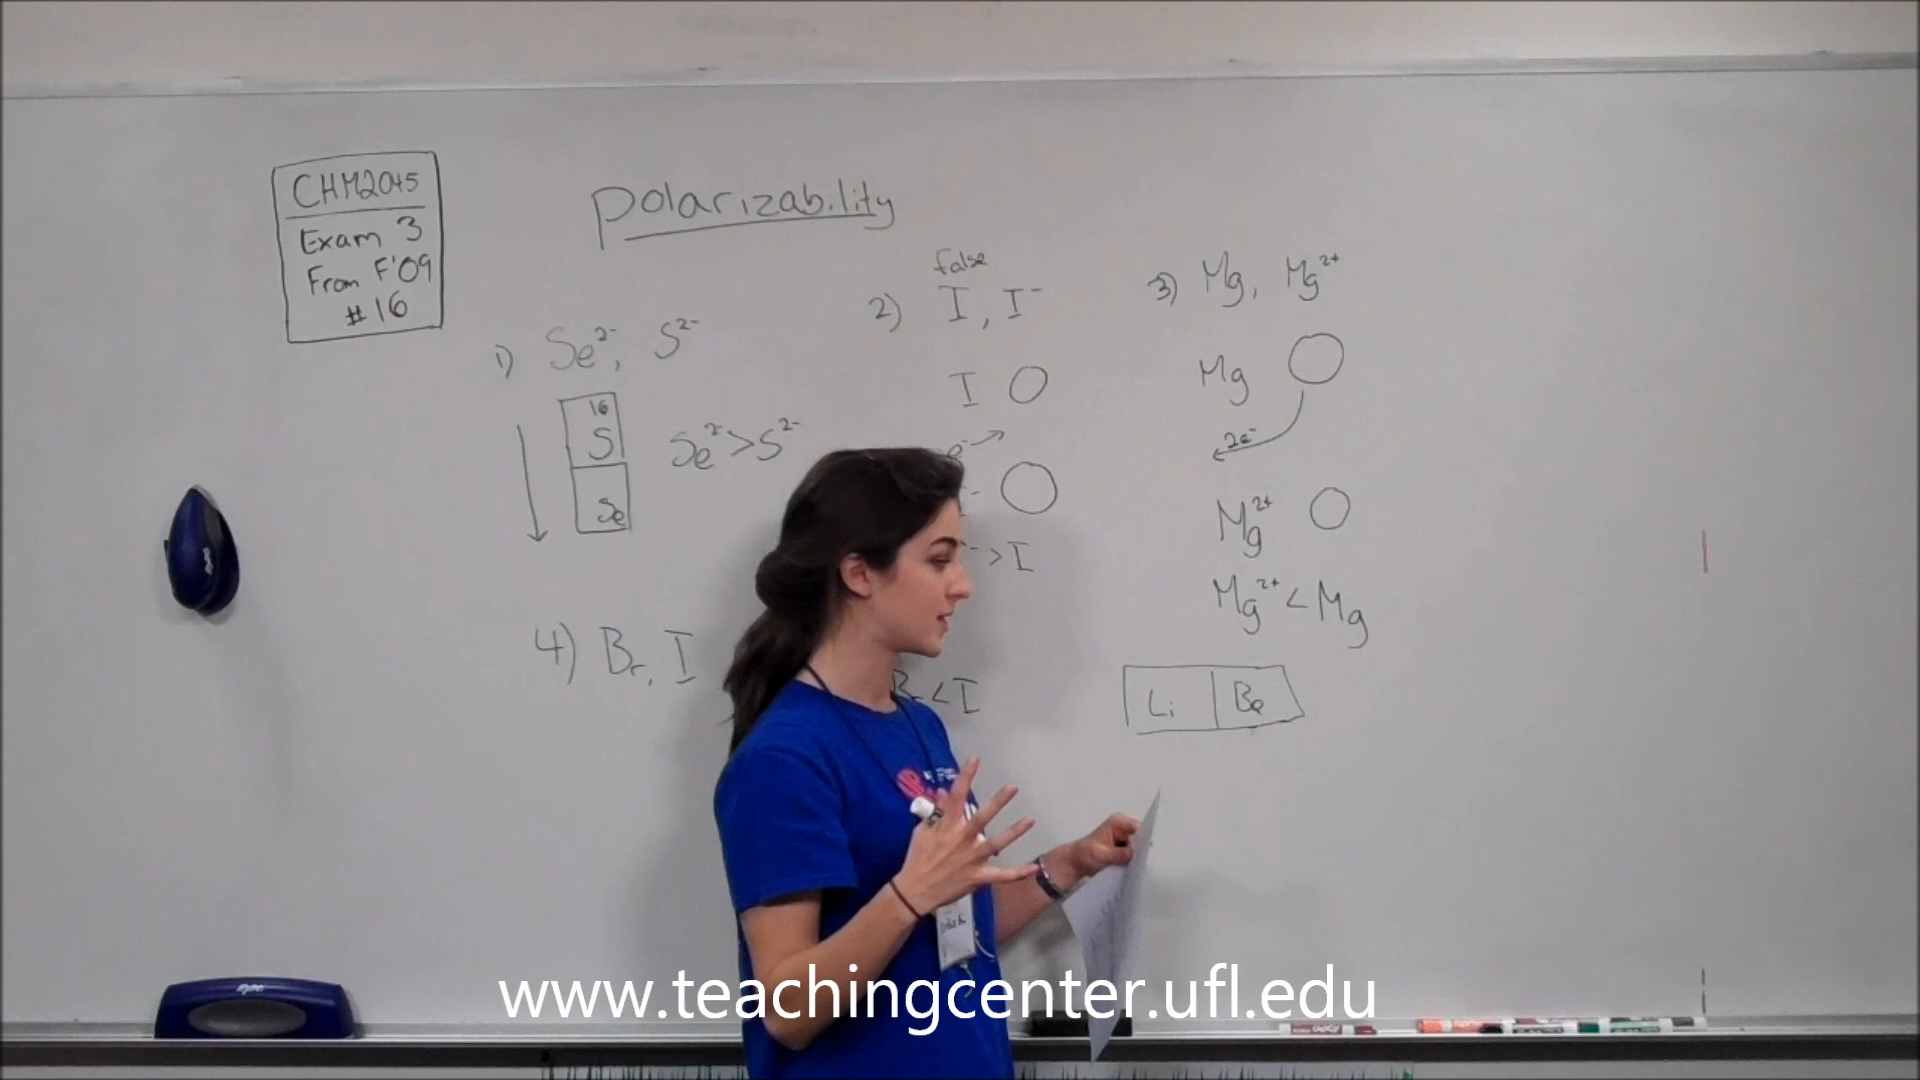 CHM2045
Exam 3
From F'09
#16
Polarizability
1) Se²⁻, S²⁻
16
S
Se
Se²⁻>S²⁻
false
2) I, I⁻
I
e⁻
> I
3) Mg, Mg²⁺
Mg
2e⁻
Mg²⁺
Mg²⁺ < Mg
4) Br, I
Br < I
Li Be
www.teachingcenter.ufl.edu